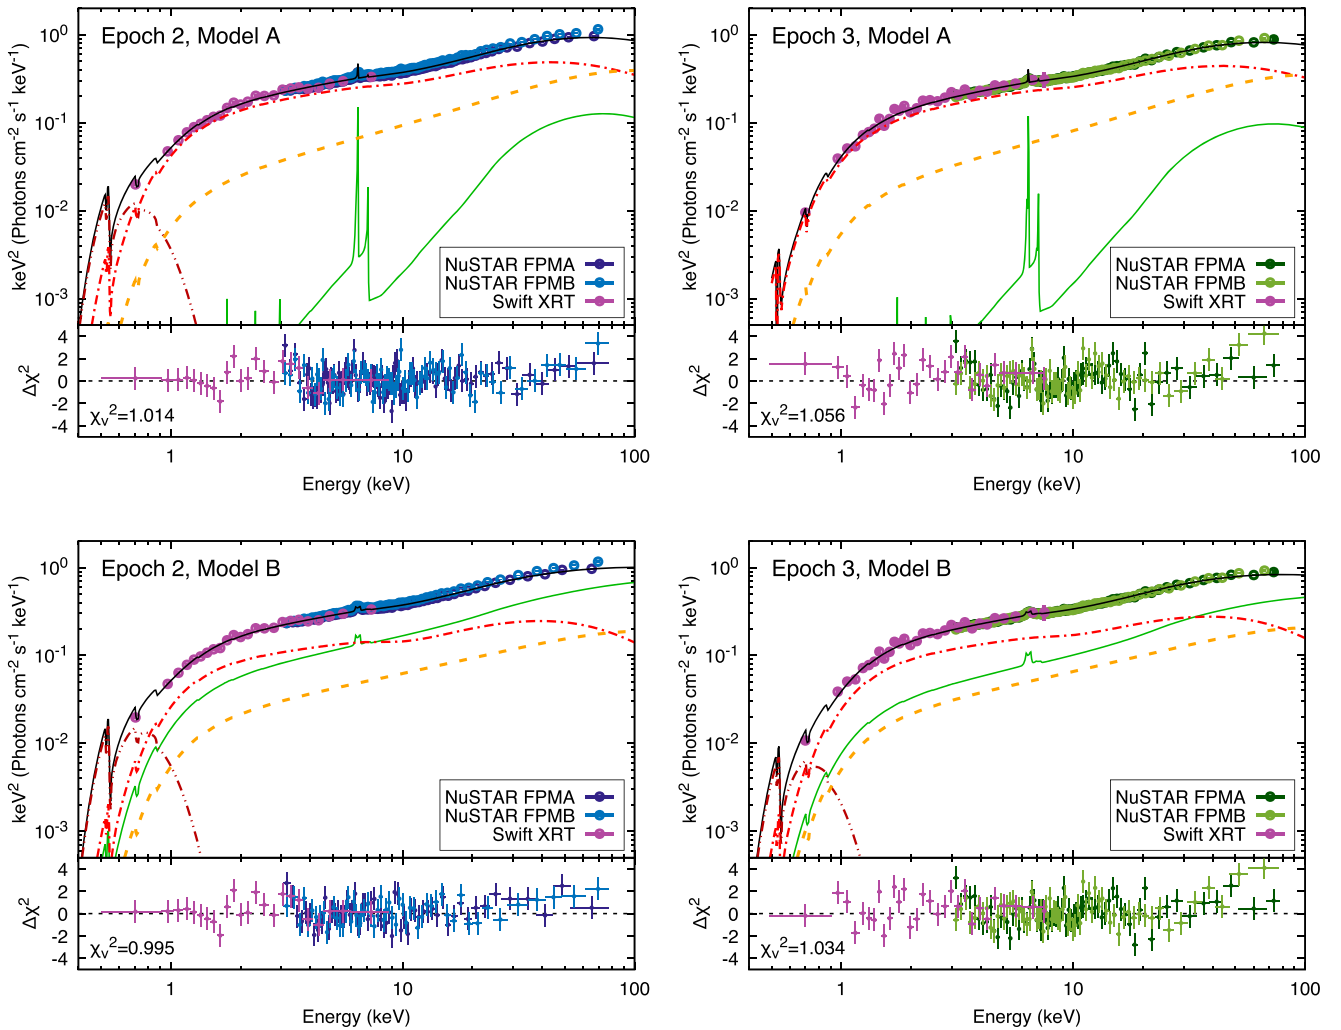 Epoch 2, Model A
10^0
10^-1
10^-2
10^-3
keV^2 (Photons cm^-2 s^-1 keV^-1)
NuSTAR FPMA
NuSTAR FPMB
Swift XRT
4
2
0
-2
-4
Δχ^2
χ_ν^2=1.014
1 10 100
Energy (keV)
Epoch 3, Model A
10^0
10^-1
10^-2
10^-3
keV^2 (Photons cm^-2 s^-1 keV^-1)
NuSTAR FPMA
NuSTAR FPMB
Swift XRT
4
2
0
-2
-4
Δχ^2
χ_ν^2=1.056
1 10 100
Energy (keV)
Epoch 2, Model B
10^0
10^-1
10^-2
10^-3
keV^2 (Photons cm^-2 s^-1 keV^-1)
NuSTAR FPMA
NuSTAR FPMB
Swift XRT
4
2
0
-2
-4
Δχ^2
χ_ν^2=0.995
1 10 100
Energy (keV)
Epoch 3, Model B
10^0
10^-1
10^-2
10^-3
keV^2 (Photons cm^-2 s^-1 keV^-1)
NuSTAR FPMA
NuSTAR FPMB
Swift XRT
4
2
0
-2
-4
Δχ^2
χ_ν^2=1.034
1 10 100
Energy (keV)